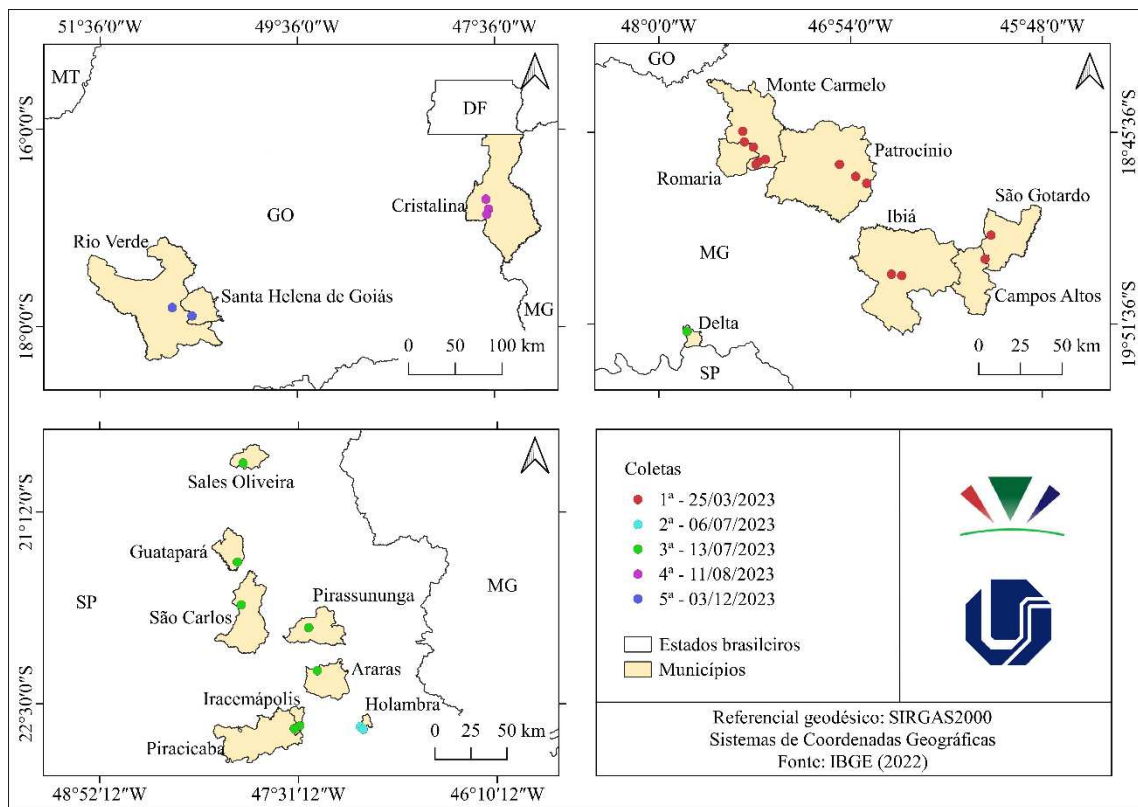 51°36′0″W 49°36′0″W 47°36′0″W
MT
DF
16°0′0″S
Cristalina
GO
Rio Verde
Santa Helena de Goiás
MG
18°0′0″S
0 50 100 km
48°0′0″W 46°54′0″W 45°48′0″W
GO
Monte Carmelo
18°45′36″S
Patrocínio
Romaria
São Gotardo
Ibiá
MG
Campos Altos
Delta
19°51′36″S
SP
0 25 50 km
Sales Oliveira
21°12′0″S
Guatapará
SP
MG
Pirassununga
São Carlos
Araras
Iracemápolis
Holambra
22°30′0″S
Piracicaba
0 25 50 km
48°52′12″W 47°31′12″W 46°10′12″W
Coletas
1ª - 25/03/2023
2ª - 06/07/2023
3ª - 13/07/2023
4ª - 11/08/2023
5ª - 03/12/2023
Estados brasileiros
Municípios
Referencial geodésico: SIRGAS2000
Sistemas de Coordenadas Geográficas
Fonte: IBGE (2022)